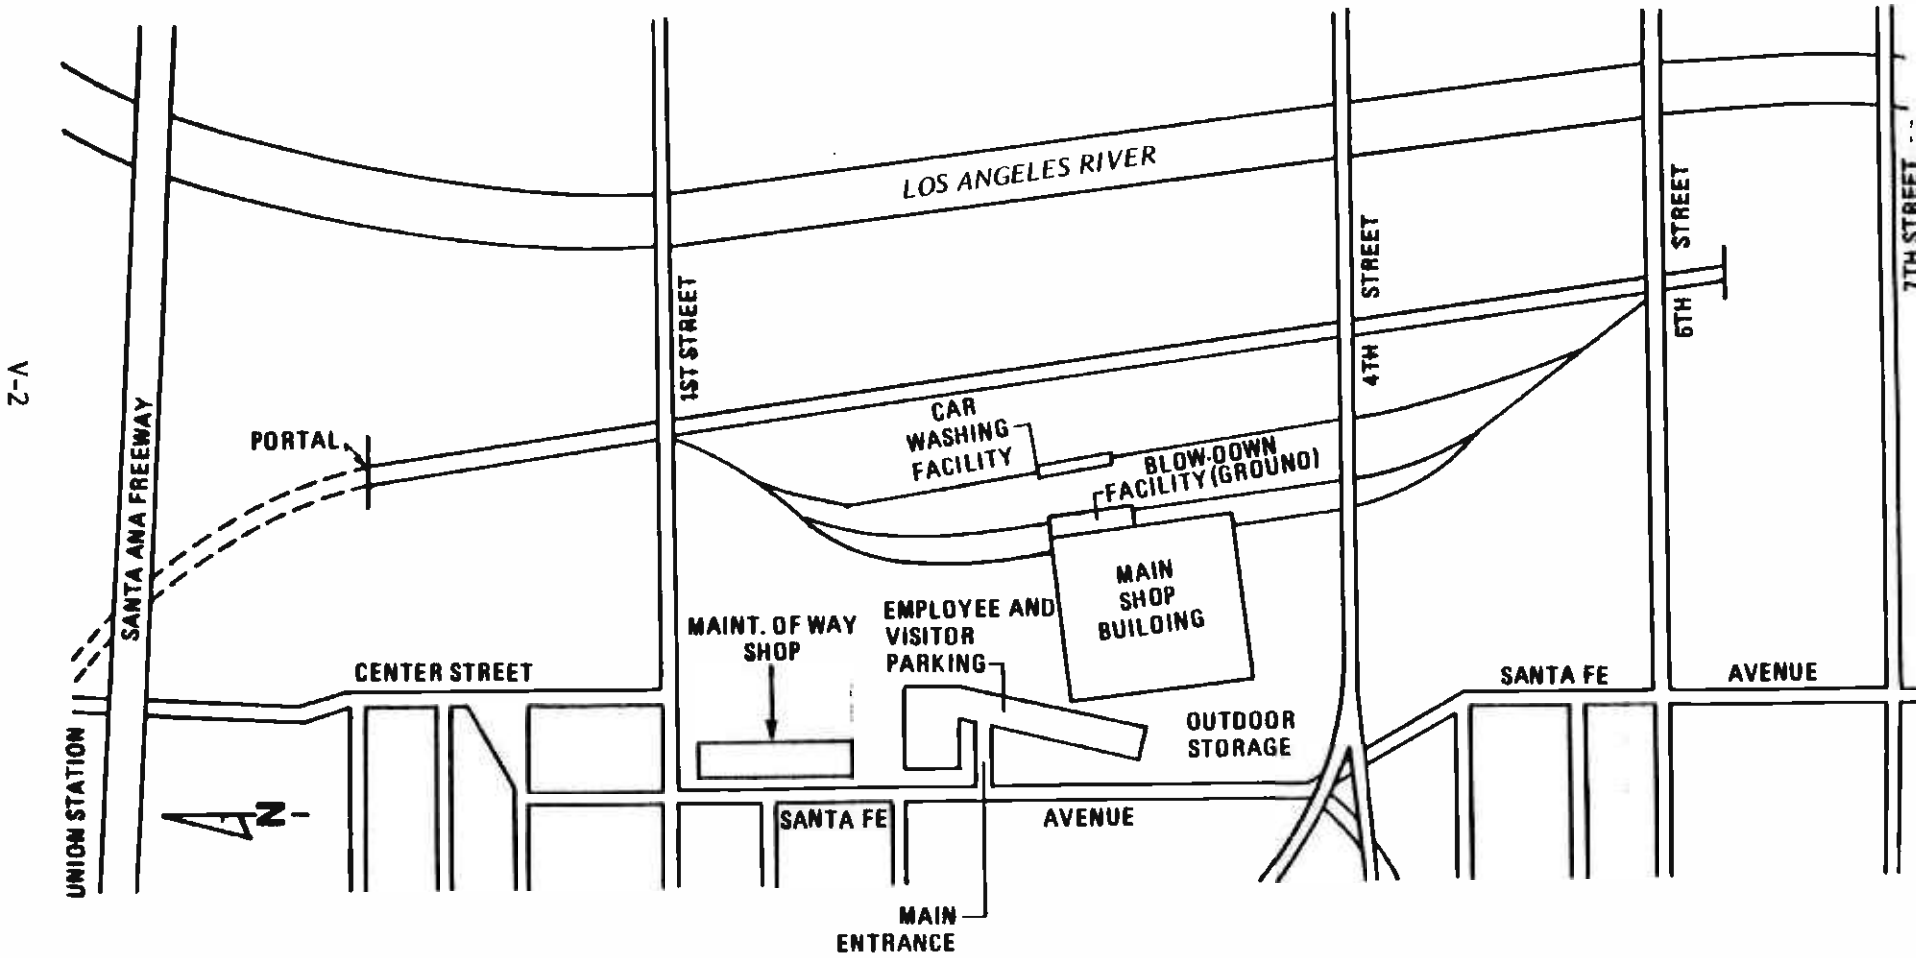 V-2
LOS ANGELES RIVER
SANTA ANA FREEWAY
PORTAL
1ST STREET
CAR
WASHING
FACILITY
BLOW-DOWN
FACILITY (GROUND)
4TH STREET
6TH STREET
7TH STREET
MAIN
SHOP
BUILDING
MAINT. OF WAY
SHOP
EMPLOYEE AND
VISITOR
PARKING
CENTER STREET
SANTA FE AVENUE
OUTDOOR
STORAGE
UNION STATION
N
SANTA FE AVENUE
MAIN
ENTRANCE